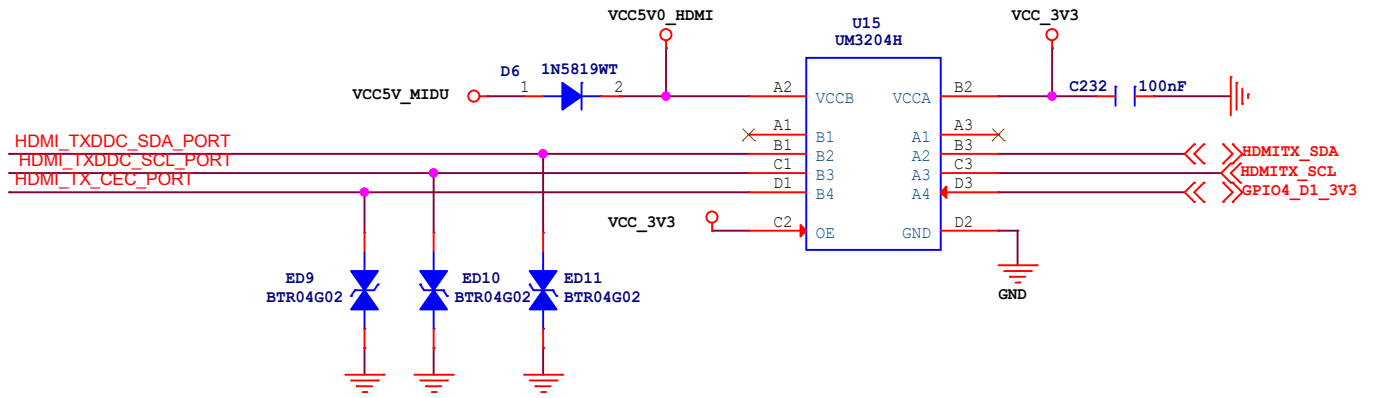 VCC5V0_HDMI
U15
UM3204H
VCC_3V3
D6
1N5819WT
VCC5V_MIDU
1
2
A2
VCCB
VCCA
B2
C232
100nF
HDMI_TXDDC_SDA_PORT
A1
B1
A1
A3
B1
B2
A2
B3
HDMITX_SDA
HDMI_TXDDC_SCL_PORT
C1
B3
A3
C3
HDMITX_SCL
HDMI_TX_CEC_PORT
D1
B4
A4
D3
GPIO4_D1_3V3
VCC_3V3
C2
OE
GND
D2
GND
ED9
BTR04G02
ED10
BTR04G02
ED11
BTR04G02